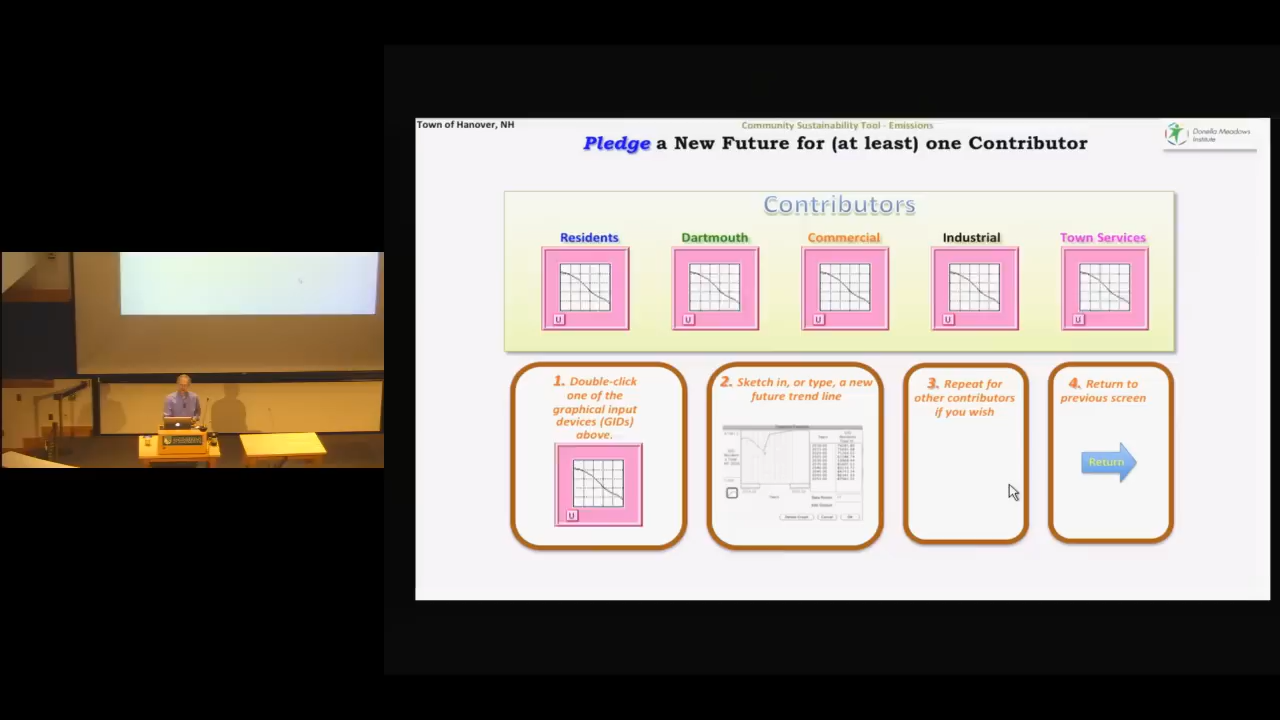 Town of Hanover, NH
Community Sustainability Tool - Emissions
Pledge a New Future for (at least) one Contributor
Donella Meadows
Institute
Contributors
Residents
Dartmouth
Commercial
Industrial
Town Services
U
U
U
U
U
1. Double-click
one of the
graphical input
devices (GIDs)
above.
U
2. Sketch in, or type, a new
future trend line
3. Repeat for
other contributors
if you wish
4. Return to
previous screen
Return